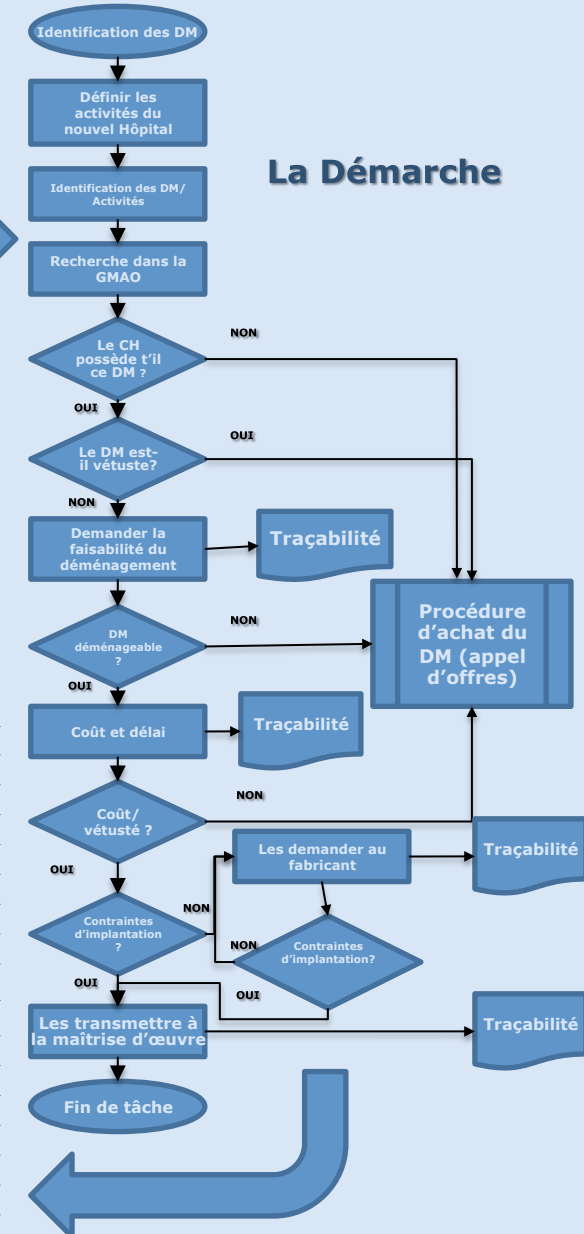 Identification des DM
Définir les
activités du
nouvel Hôpital
La Démarche
Identification des DM/
Activités
Recherche dans la
GMAO
Le CH
possède t'il
ce DM ?
NON
OUI
Le DM est-
il vétuste?
OUI
NON
Demander la
faisabilité du
déménagement
Traçabilité
DM
déménageable
?
NON
Procédure
d’achat du
DM (appel
d’offres)
OUI
Coût et délai
Traçabilité
Coût/
vétusté ?
NON
OUI
Les demander au
fabricant
Traçabilité
Contraintes
d’implantation
?
NON
NON
Contraintes
d’implantation?
OUI
OUI
Les transmettre à
la maîtrise d’œuvre
Traçabilité
Fin de tâche